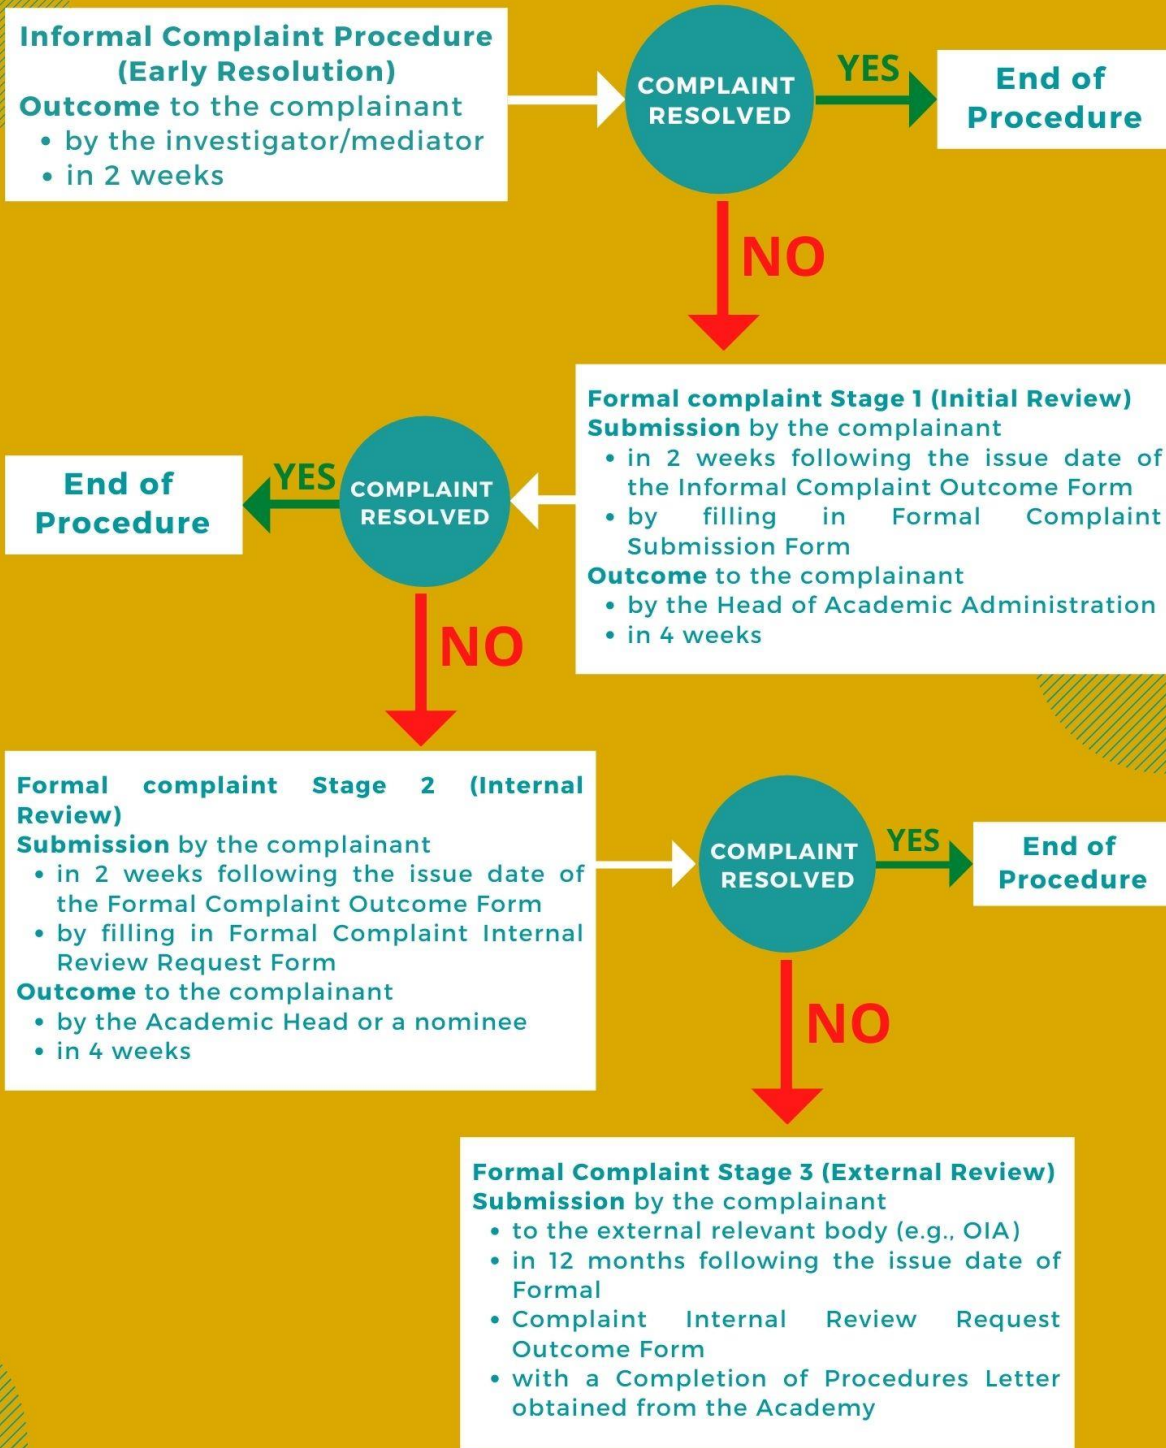 Informal Complaint Procedure
(Early Resolution)
Outcome to the complainant
• by the investigator/mediator
• in 2 weeks
COMPLAINT
RESOLVED
YES
End of
Procedure
NO
Formal complaint Stage 1 (Initial Review)
Submission by the complainant
• in 2 weeks following the issue date of
the Informal Complaint Outcome Form
• by filling in Formal Complaint
Submission Form
Outcome to the complainant
• by the Head of Academic Administration
• in 4 weeks
COMPLAINT
RESOLVED
YES
End of
Procedure
NO
Formal complaint Stage 2 (Internal
Review)
Submission by the complainant
• in 2 weeks following the issue date of
the Formal Complaint Outcome Form
• by filling in Formal Complaint Internal
Review Request Form
Outcome to the complainant
• by the Academic Head or a nominee
• in 4 weeks
COMPLAINT
RESOLVED
YES
End of
Procedure
NO
Formal Complaint Stage 3 (External Review)
Submission by the complainant
• to the external relevant body (e.g., OIA)
• in 12 months following the issue date of
Formal
• Complaint Internal Review Request
Outcome Form
• with a Completion of Procedures Letter
obtained from the Academy